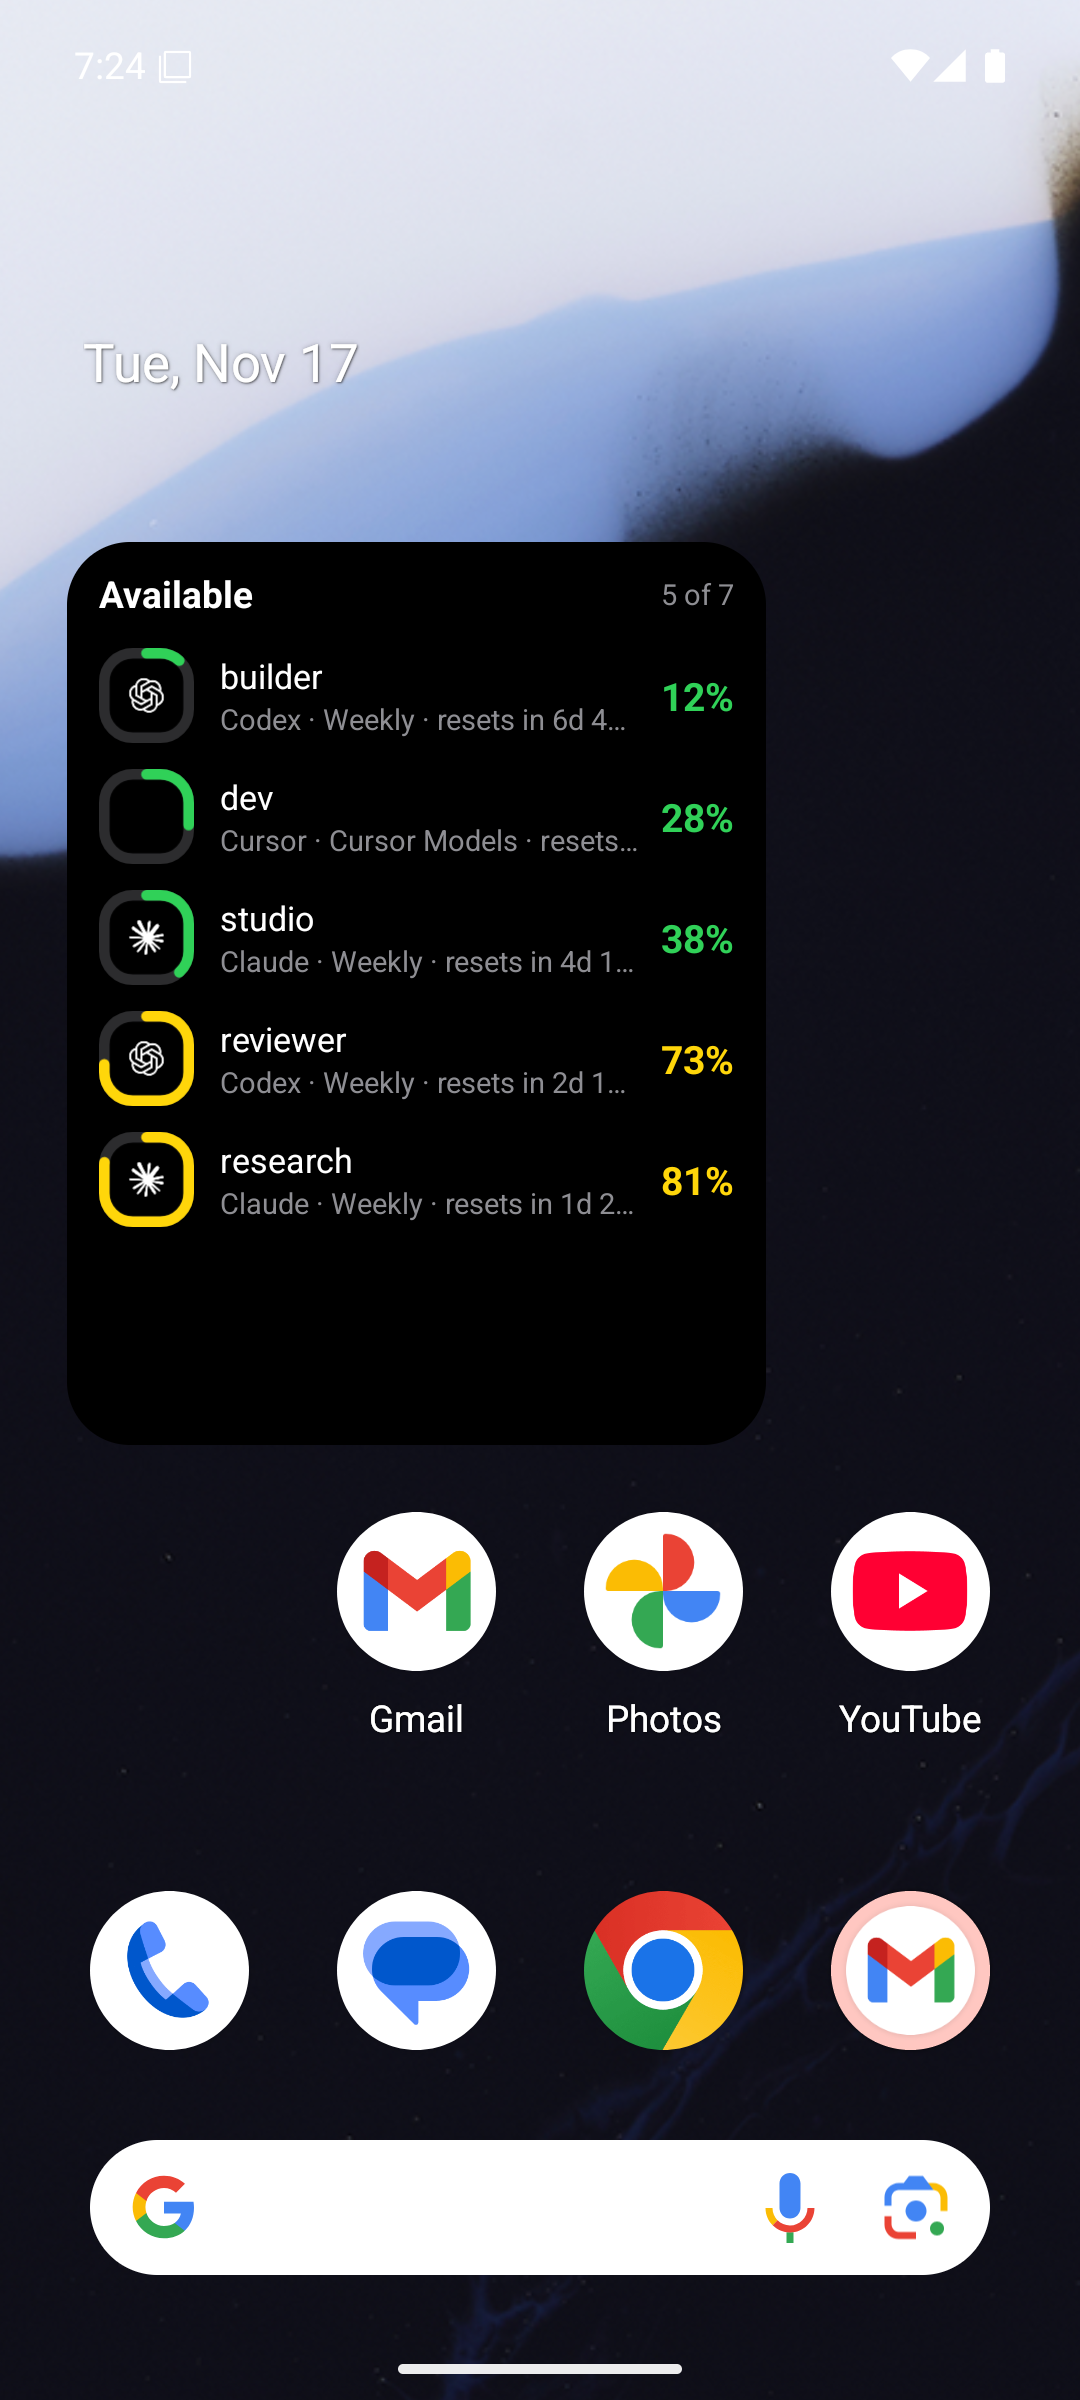 7:24
Tue, Nov 17
Available
5 of 7
builder
Codex · Weekly · resets in 6d 4...
12%
dev
Cursor · Cursor Models · resets...
28%
studio
Claude · Weekly · resets in 4d 1...
38%
reviewer
Codex · Weekly · resets in 2d 1...
73%
research
Claude · Weekly · resets in 1d 2...
81%
Gmail
Photos
YouTube